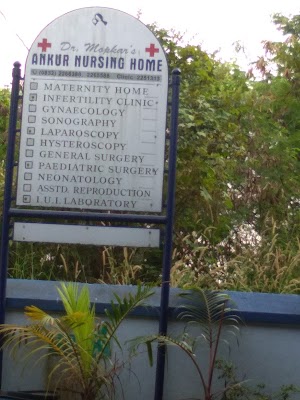 Dr. Mopkar's
ANKUR NURSING HOME
MATERNITY HOME
INFERTILITY CLINIC
GYNAECOLOGY
SONOGRAPHY
LAPAROSCOPY
HYSTEROSCOPY
GENERAL SURGERY
PAEDIATRIC SURGERY
NEONATOLOGY
ASSTD. REPRODUCTION
I.U.I. LABORATORY